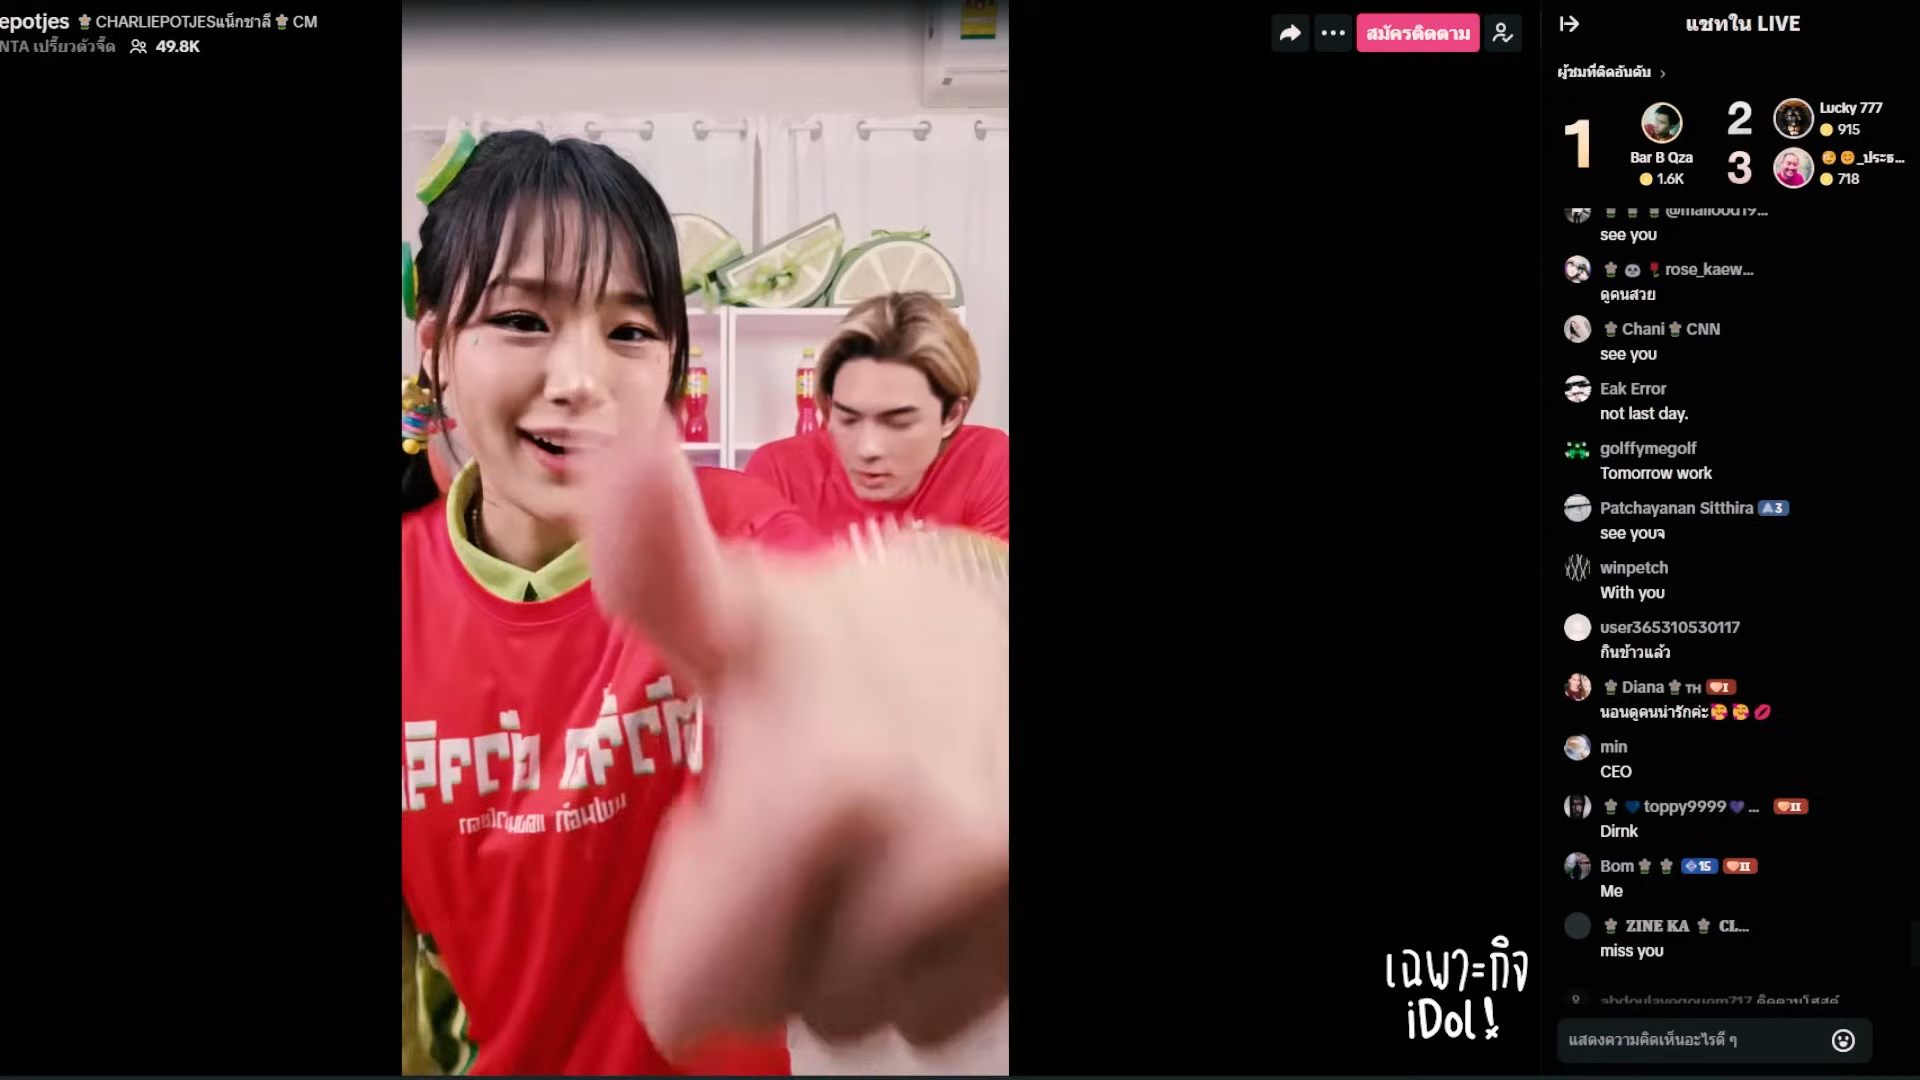 epotjes CHARLIEPOTJESแน็กชาลี CM
NTA เปรี้ยวตัวจี๊ด 49.8K
สมัครติดตาม
แชทใน LIVE
ผู้ชมที่ติดอันดับ
1
Bar B Qza
1.6K
2
Lucky 777
915
3
_ประธ...
718
see you
rose_kaew...
ดูคนสวย
Chani CNN
see you
Eak Error
not last day.
golffymegolf
Tomorrow work
Patchayanan Sitthira 3
see youจ
winpetch
With you
user365310530117
กินข้าวแล้ว
Diana TH I
นอนดูคนน่ารักค่ะ
min
CEO
toppy9999 ... II
Dirnk
Bom 15 II
Me
ZINE KA CL...
miss you
แสดงความคิดเห็นอะไรดี ๆ
เฉพาะกิจ
iDol!